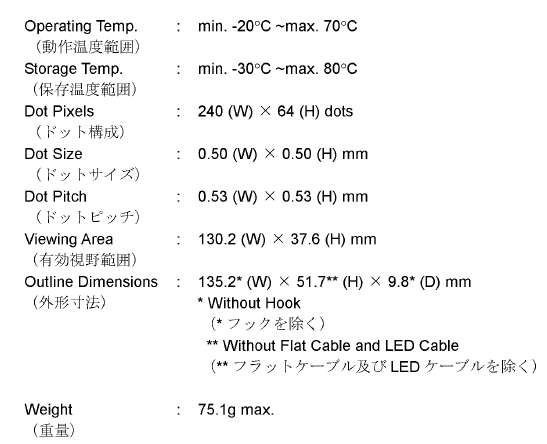 Operating Temp. : min. -20°C ~max. 70°C
（動作温度範囲）
Storage Temp. : min. -30°C ~max. 80°C
（保存温度範囲）
Dot Pixels : 240 (W) × 64 (H) dots
（ドット構成）
Dot Size : 0.50 (W) × 0.50 (H) mm
（ドットサイズ）
Dot Pitch : 0.53 (W) × 0.53 (H) mm
（ドットピッチ）
Viewing Area : 130.2 (W) × 37.6 (H) mm
（有効視野範囲）
Outline Dimensions : 135.2* (W) × 51.7** (H) × 9.8* (D) mm
（外形寸法） * Without Hook
（* フックを除く）
** Without Flat Cable and LED Cable
（** フラットケーブル及び LED ケーブルを除く）
Weight : 75.1g max.
（重量）